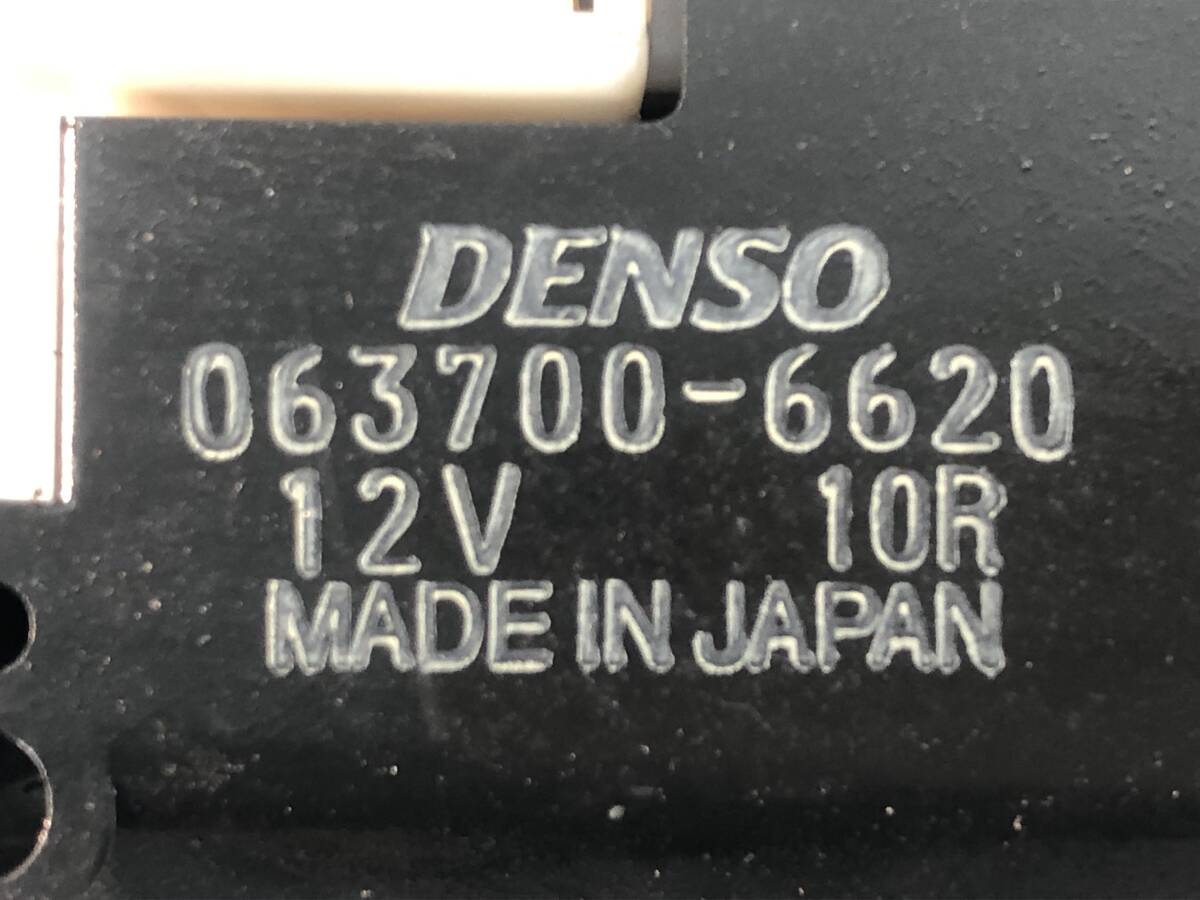 DENSO
063700-6620
12V 10R
MADE IN JAPAN